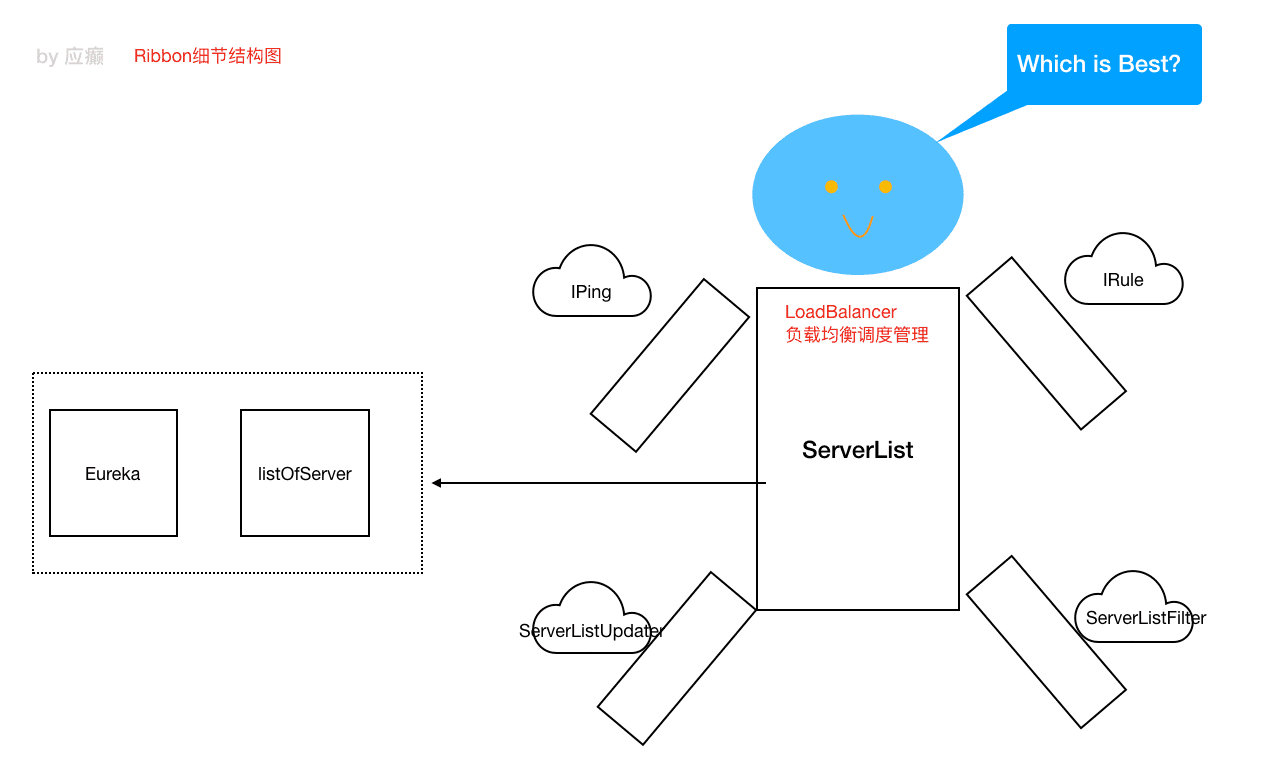 by 应癫
Ribbon细节结构图
Which is Best?
IPing
IRule
LoadBalancer
负载均衡调度管理
ServerList
Eureka
listOfServer
ServerListUpdater
ServerListFilter